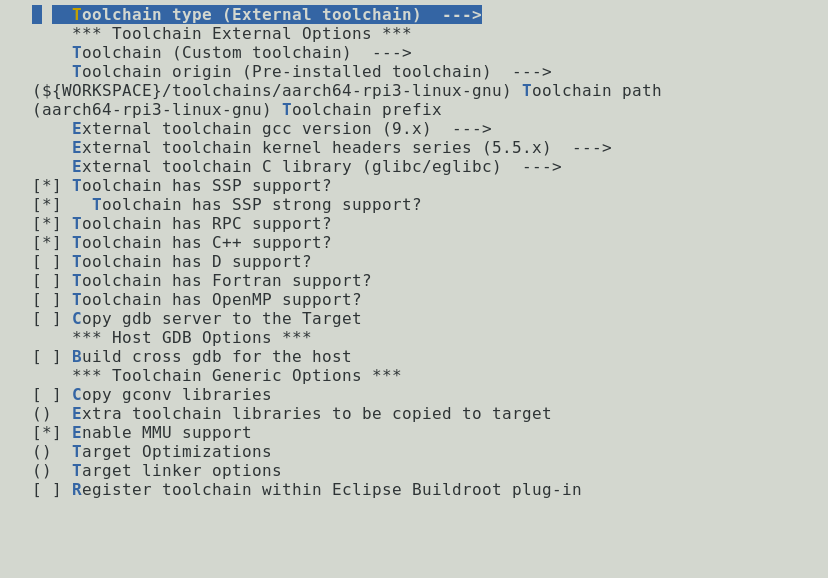 Toolchain type (External toolchain)  --->
*** Toolchain External Options ***
Toolchain (Custom toolchain)  --->
Toolchain origin (Pre-installed toolchain)  --->
(${WORKSPACE}/toolchains/aarch64-rpi3-linux-gnu) Toolchain path
(aarch64-rpi3-linux-gnu) Toolchain prefix
External toolchain gcc version (9.x)  --->
External toolchain kernel headers series (5.5.x)  --->
External toolchain C library (glibc/eglibc)  --->
[*] Toolchain has SSP support?
[*]   Toolchain has SSP strong support?
[*] Toolchain has RPC support?
[*] Toolchain has C++ support?
[ ] Toolchain has D support?
[ ] Toolchain has Fortran support?
[ ] Toolchain has OpenMP support?
[ ] Copy gdb server to the Target
*** Host GDB Options ***
[ ] Build cross gdb for the host
*** Toolchain Generic Options ***
[ ] Copy gconv libraries
()  Extra toolchain libraries to be copied to target
[*] Enable MMU support
()  Target Optimizations
()  Target linker options
[ ] Register toolchain within Eclipse Buildroot plug-in